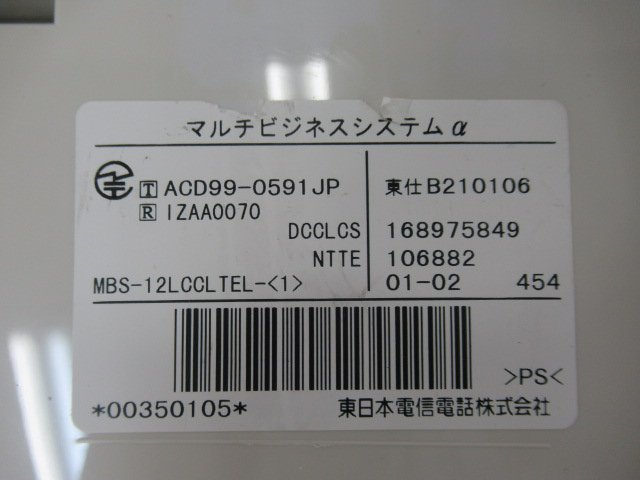 マルチビジネスシステムα
T ACD99-0591JP 東仕B210106
R IZAA0070
DCCLCS 168975849
NTTE 106882
MBS-12LCCLTEL-<1> 01-02 454
>PS<
*00350105* 東日本電信電話株式会社